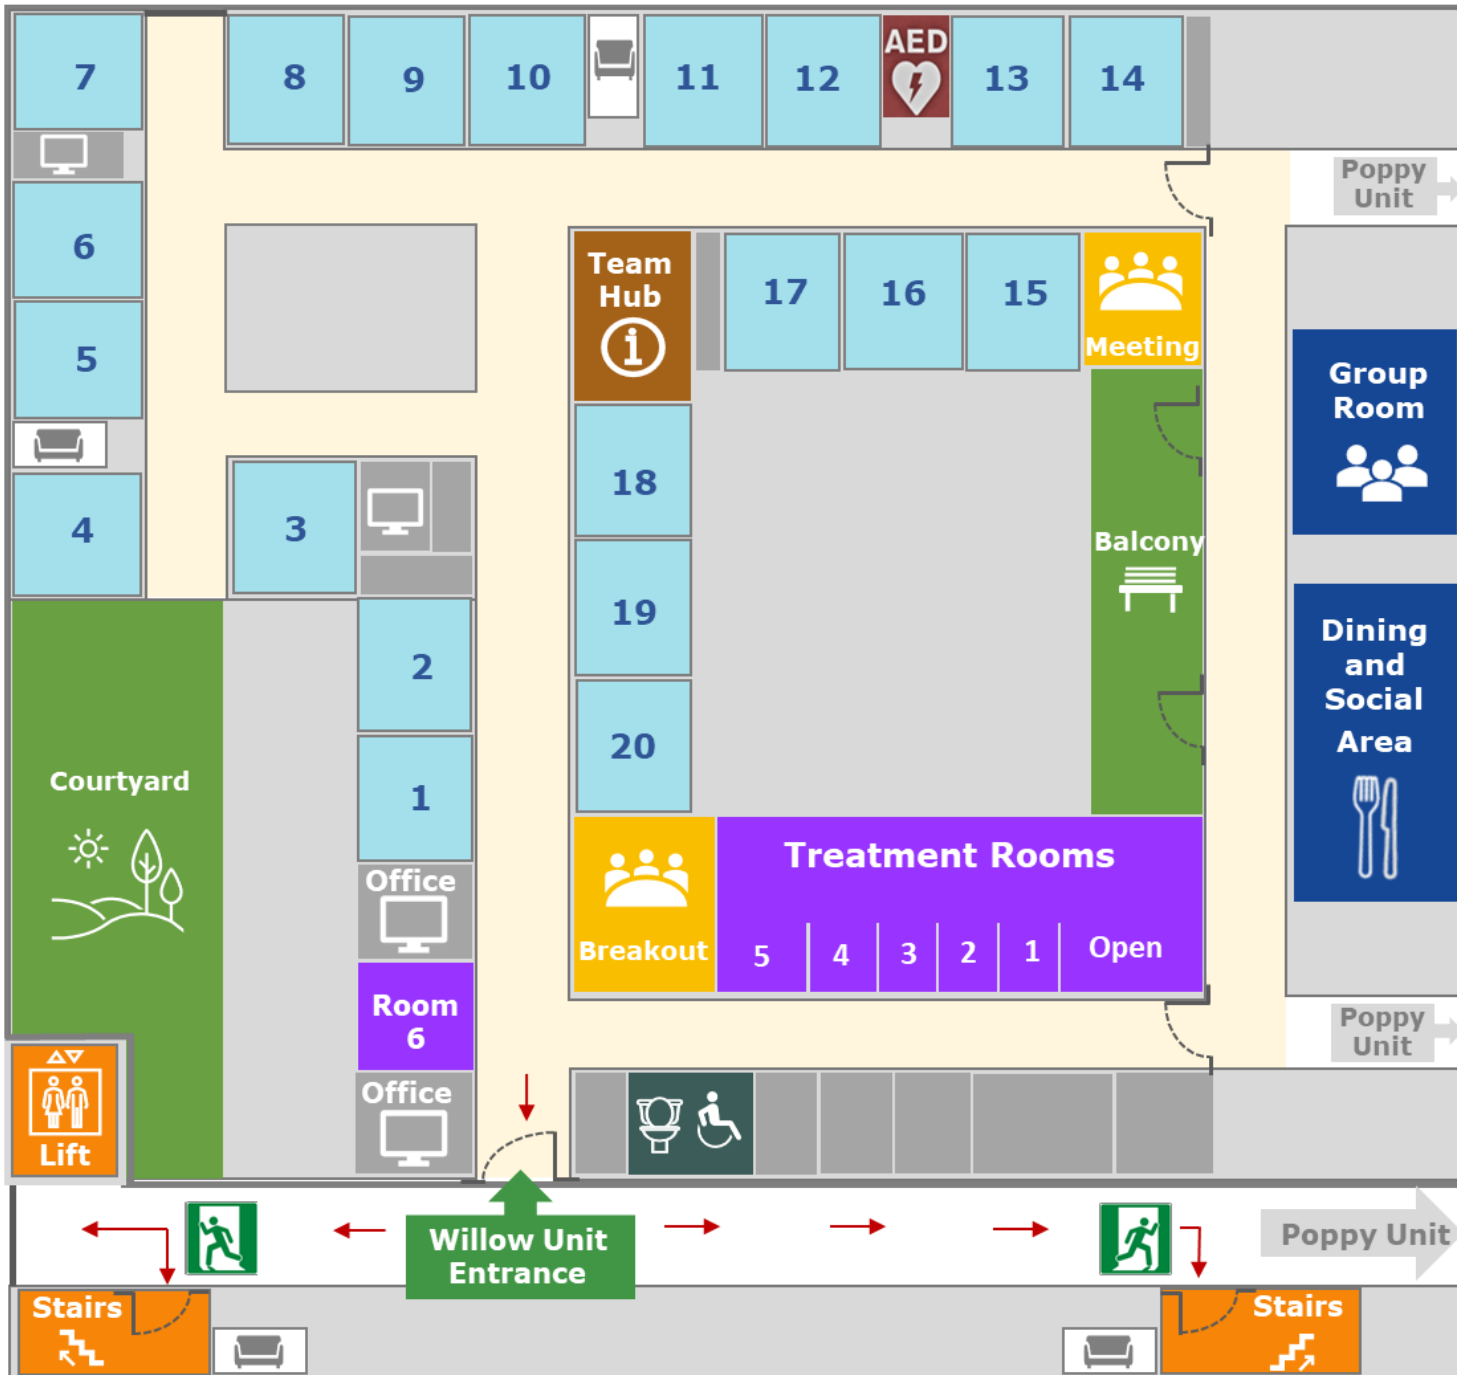 7
8
9
10
11
12
AED
13
14
Poppy
Unit
6
Team
Hub
i
17
16
15
Meeting
5
Group
Room
18
4
3
Balcony
19
Dining
and
Social
Area
2
20
1
Courtyard
Treatment Rooms
Office
Breakout
5
4
3
2
1
Open
Room
6
Poppy
Unit
Office
Lift
Willow Unit
Entrance
Poppy Unit
Stairs
Stairs